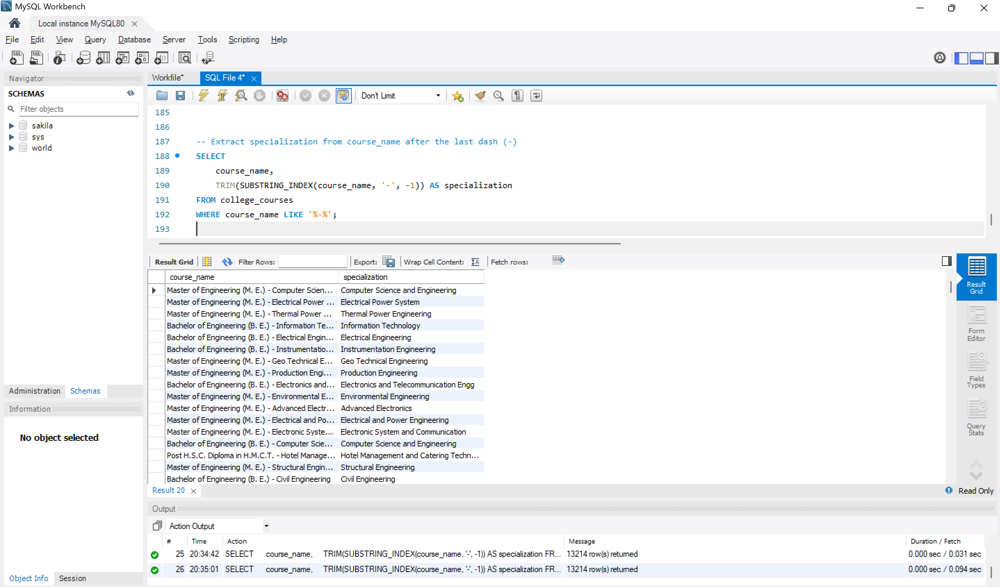 MySQL Workbench
Local instance MySQL80
File Edit View Query Database Server Tools Scripting Help
Navigator
SCHEMAS
Filter objects
sakila
sys
world
Administration Schemas
Information
No object selected
Object Info Session
Workfile* SQL File 4*
Don't Limit
185
186
187 -- Extract specialization from course_name after the last dash (-)
188 SELECT
189 course_name,
190 TRIM(SUBSTRING_INDEX(course_name, '-', -1)) AS specialization
191 FROM college_courses
192 WHERE course_name LIKE '%-%';
193
Result Grid Filter Rows: Export: Wrap Cell Content: Fetch rows:
course_name specialization
Master of Engineering (M. E.) - Computer Scien... Computer Science and Engineering
Master of Engineering (M. E.) - Electrical Power ... Electrical Power System
Master of Engineering (M. E.) - Thermal Power ... Thermal Power Engineering
Bachelor of Engineering (B. E.) - Information Te... Information Technology
Bachelor of Engineering (B. E.) - Electrical Engin... Electrical Engineering
Bachelor of Engineering (B. E.) - Instrumentatio... Instrumentation Engineering
Master of Engineering (M. E.) - Geo Technical E... Geo Technical Engineering
Master of Engineering (M. E.) - Production Engi... Production Engineering
Bachelor of Engineering (B. E.) - Electronics and... Electronics and Telecommunication Engg
Master of Engineering (M. E.) - Environmental E... Environmental Engineering
Master of Engineering (M. E.) - Advanced Electr... Advanced Electronics
Master of Engineering (M. E.) - Electrical and Po... Electrical and Power Engineering
Master of Engineering (M. E.) - Electronic Syste... Electronic System and Communication
Bachelor of Engineering (B. E.) - Computer Scie... Computer Science and Engineering
Post H.S.C. Diploma in H.M.C.T. - Hotel Manage... Hotel Management and Catering Techn...
Master of Engineering (M. E.) - Structural Engin... Structural Engineering
Bachelor of Engineering (B. E.) - Civil Engineering Civil Engineering
Result
Grid
Form
Editor
Field
Types
Query
Stats
Result 20
Read Only
Output
Action Output
# Time Action Message Duration / Fetch
25 20:34:42 SELECT course_name, TRIM(SUBSTRING_INDEX(course_name, '-', -1)) AS specialization FR... 13214 row(s) returned 0.000 sec / 0.031 sec
26 20:35:01 SELECT course_name, TRIM(SUBSTRING_INDEX(course_name, '-', -1)) AS specialization FR... 13214 row(s) returned 0.000 sec / 0.094 sec